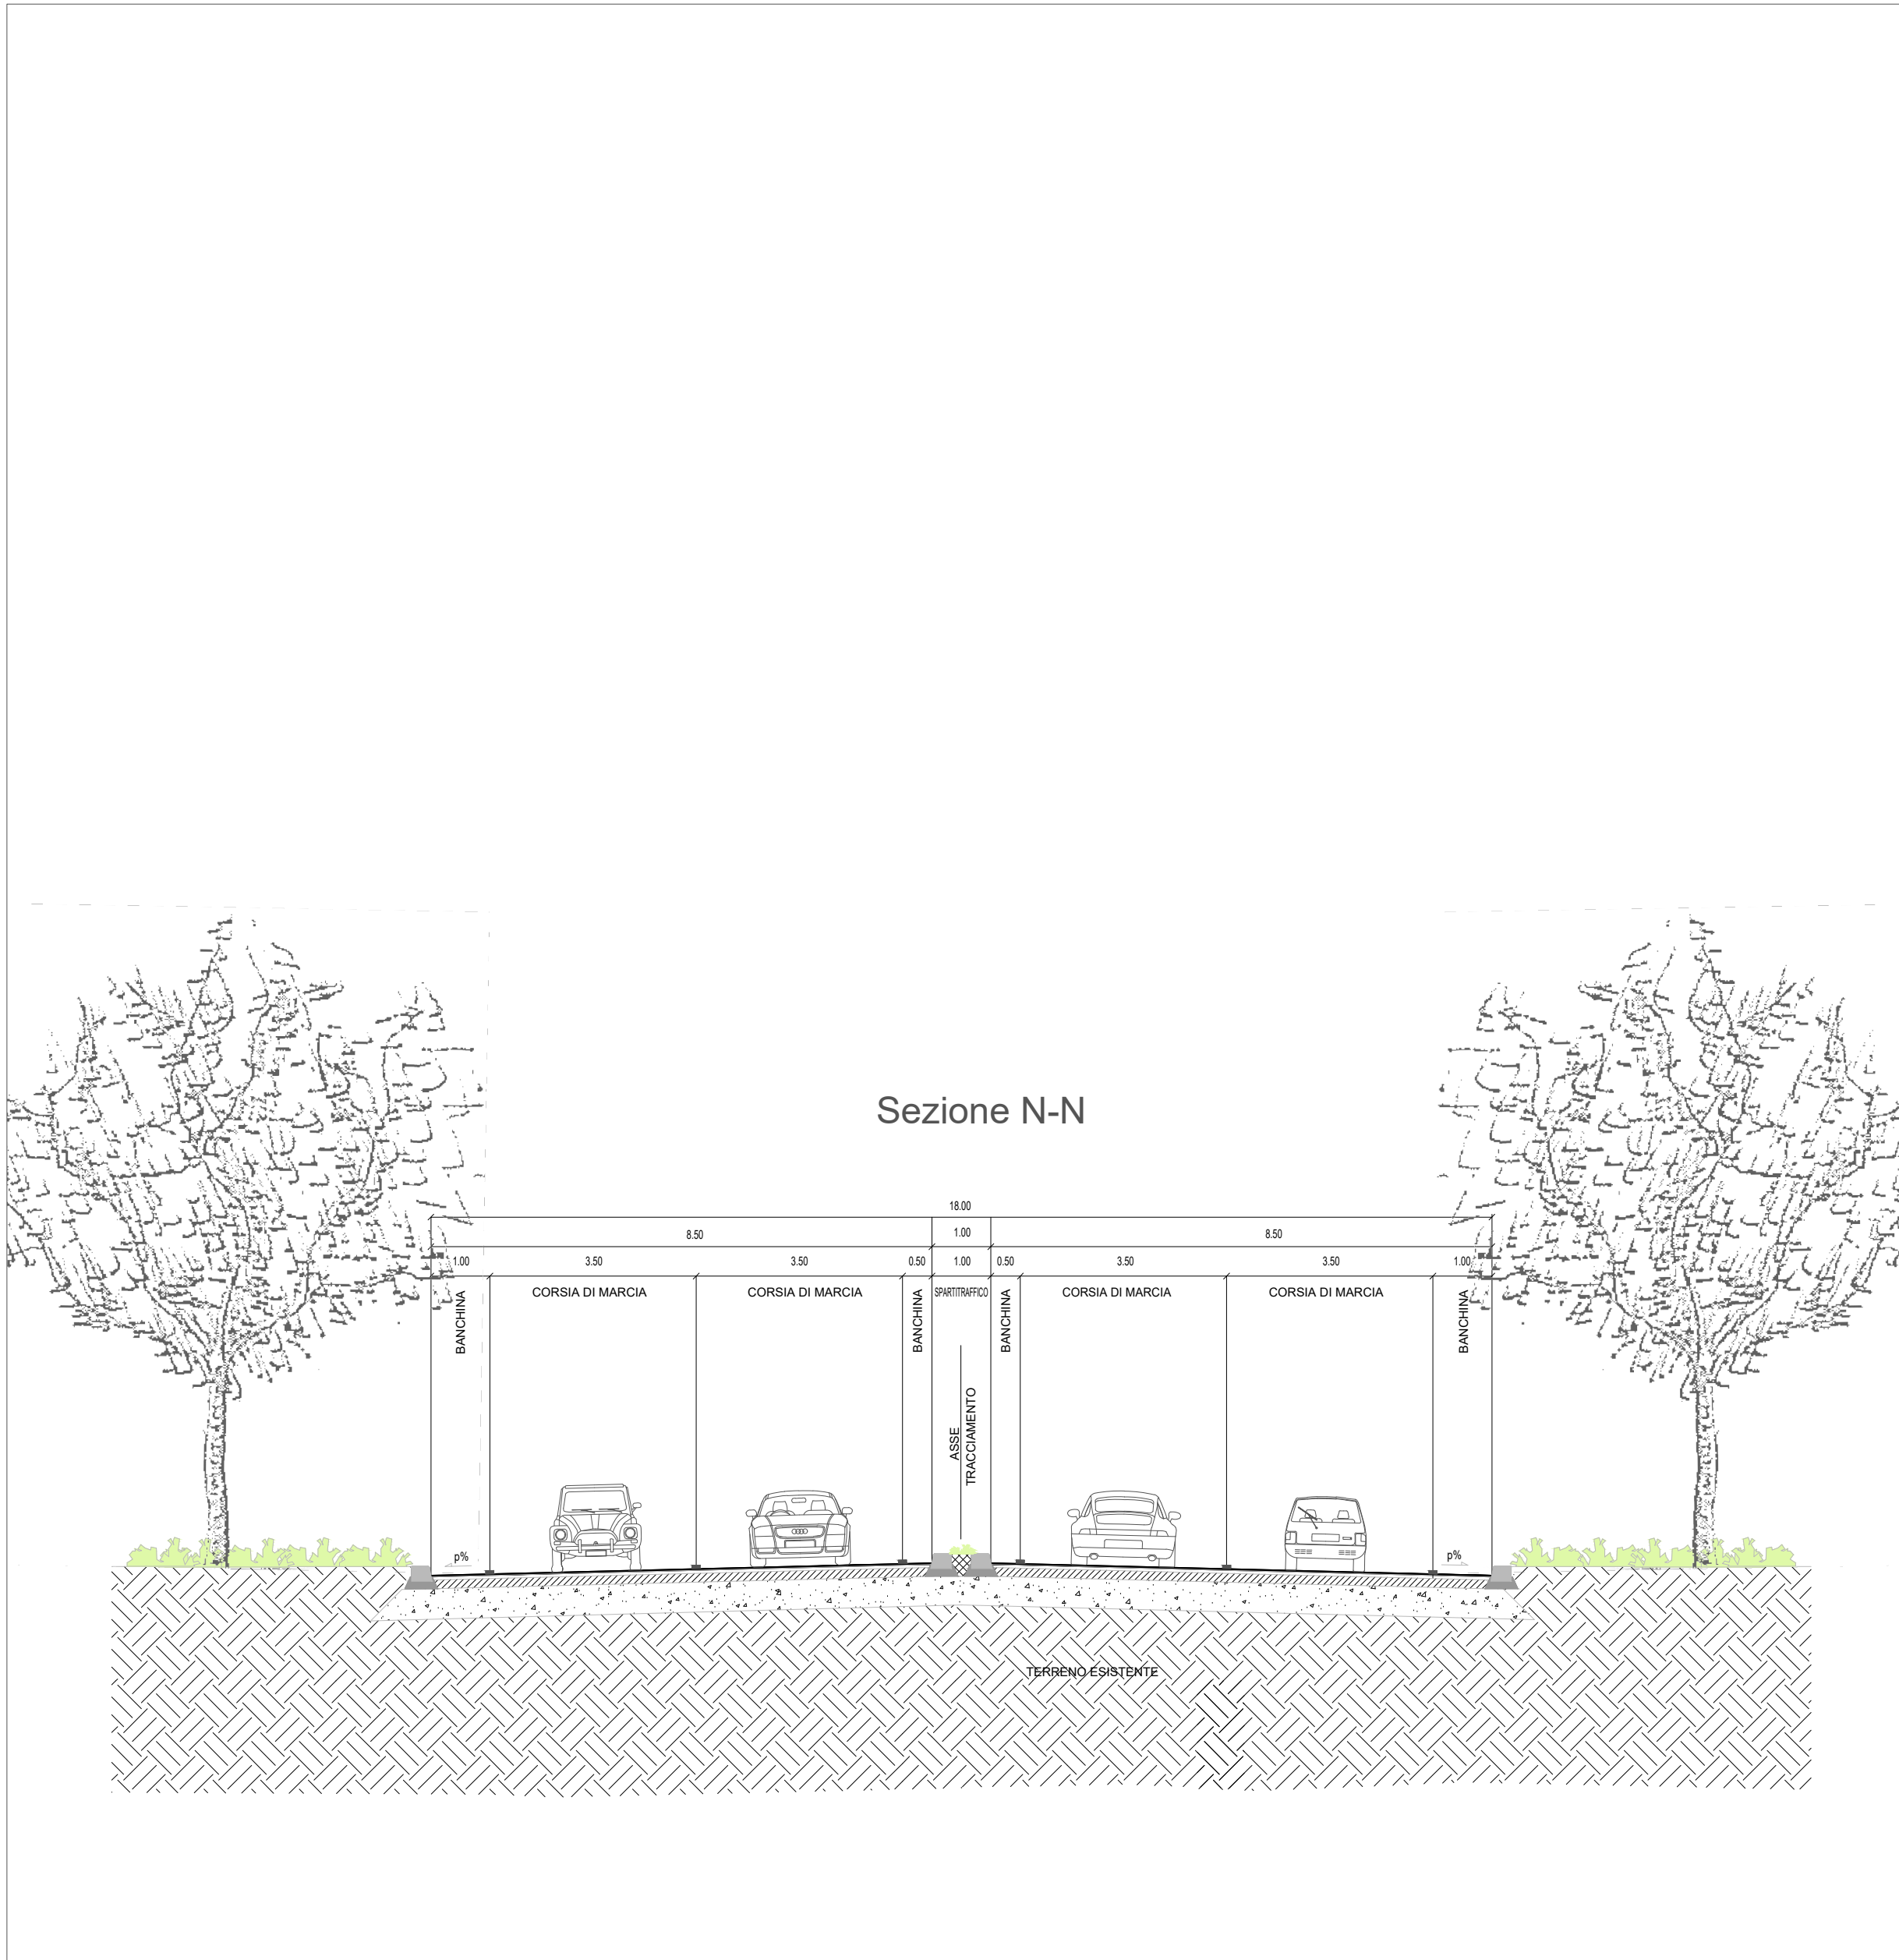 Sezione N-N
18.00
8.50 1.00 8.50
1.00 3.50 3.50 0.50 1.00 0.50 3.50 3.50 1.00
BANCHINA CORSIA DI MARCIA CORSIA DI MARCIA BANCHINA SPARTITRAFFICO BANCHINA CORSIA DI MARCIA CORSIA DI MARCIA BANCHINA
ASSE
TRACCIAMENTO
p% p%
TERRENO ESISTENTE